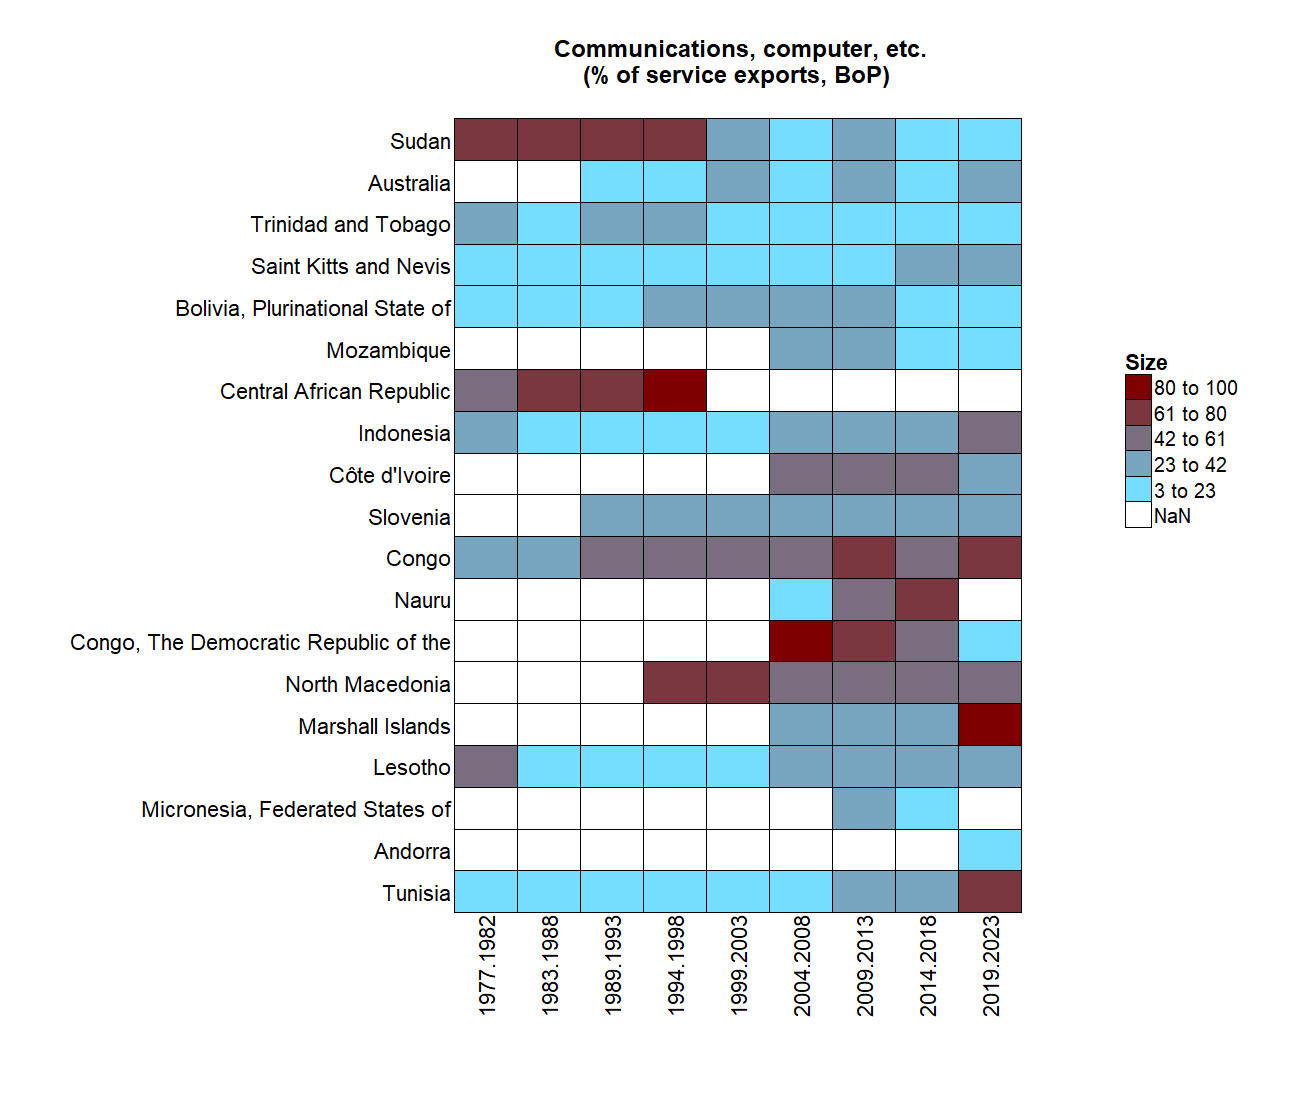 Communications, computer, etc.
(% of service exports, BoP)
Sudan
Australia
Trinidad and Tobago
Saint Kitts and Nevis
Bolivia, Plurinational State of
Mozambique
Central African Republic
Indonesia
Côte d'Ivoire
Slovenia
Congo
Nauru
Congo, The Democratic Republic of the
North Macedonia
Marshall Islands
Lesotho
Micronesia, Federated States of
Andorra
Tunisia
1977.1982
1983.1988
1989.1993
1994.1998
1999.2003
2004.2008
2009.2013
2014.2018
2019.2023
Size
80 to 100
61 to 80
42 to 61
23 to 42
3 to 23
NaN